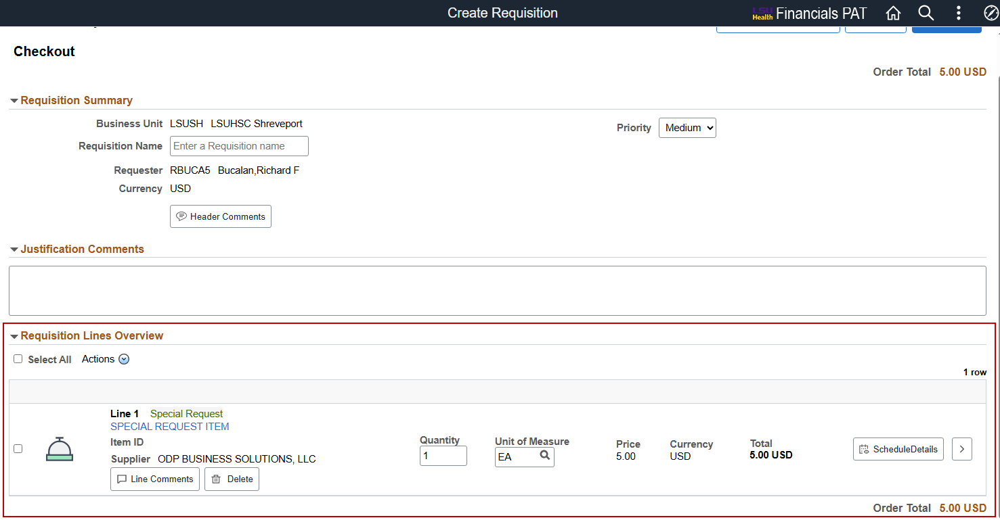 Create Requisition
LSU Health Financials PAT
Checkout
Order Total 5.00 USD
Requisition Summary
Business Unit LSUSH LSUHSC Shreveport
Priority Medium
Requisition Name Enter a Requisition name
Requester RBUCA5 Bucalan,Richard F
Currency USD
Header Comments
Justification Comments
Requisition Lines Overview
Select All Actions
1 row
Line 1 Special Request
SPECIAL REQUEST ITEM
Item ID
Supplier ODP BUSINESS SOLUTIONS, LLC
Line Comments Delete
Quantity
1
Unit of Measure
EA
Price
5.00
Currency
USD
Total
5.00 USD
ScheduleDetails
Order Total 5.00 USD